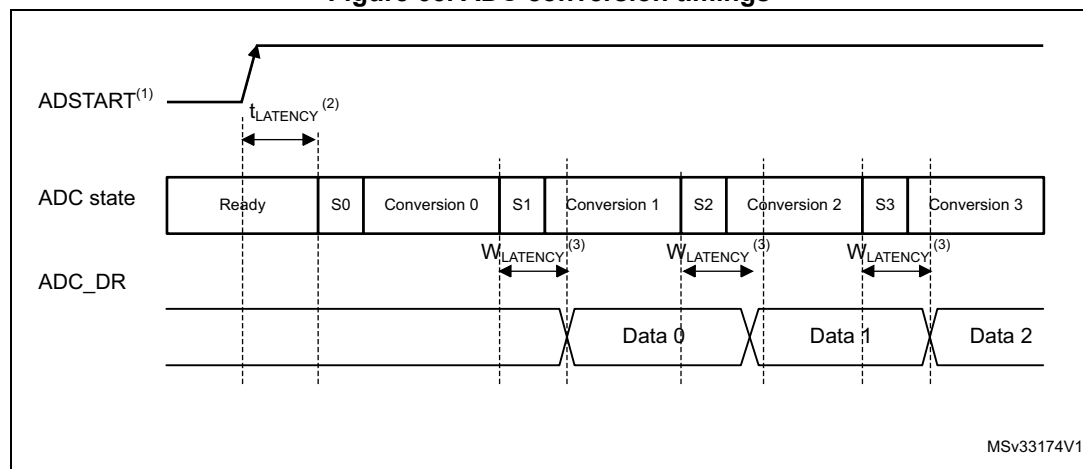 ADSTART(1)
tLATENCY (2)
ADC state
Ready S0 Conversion 0 S1 Conversion 1 S2 Conversion 2 S3 Conversion 3
WLATENCY(3) WLATENCY(3) WLATENCY(3)
ADC_DR
Data 0 Data 1 Data 2
MSv33174V1